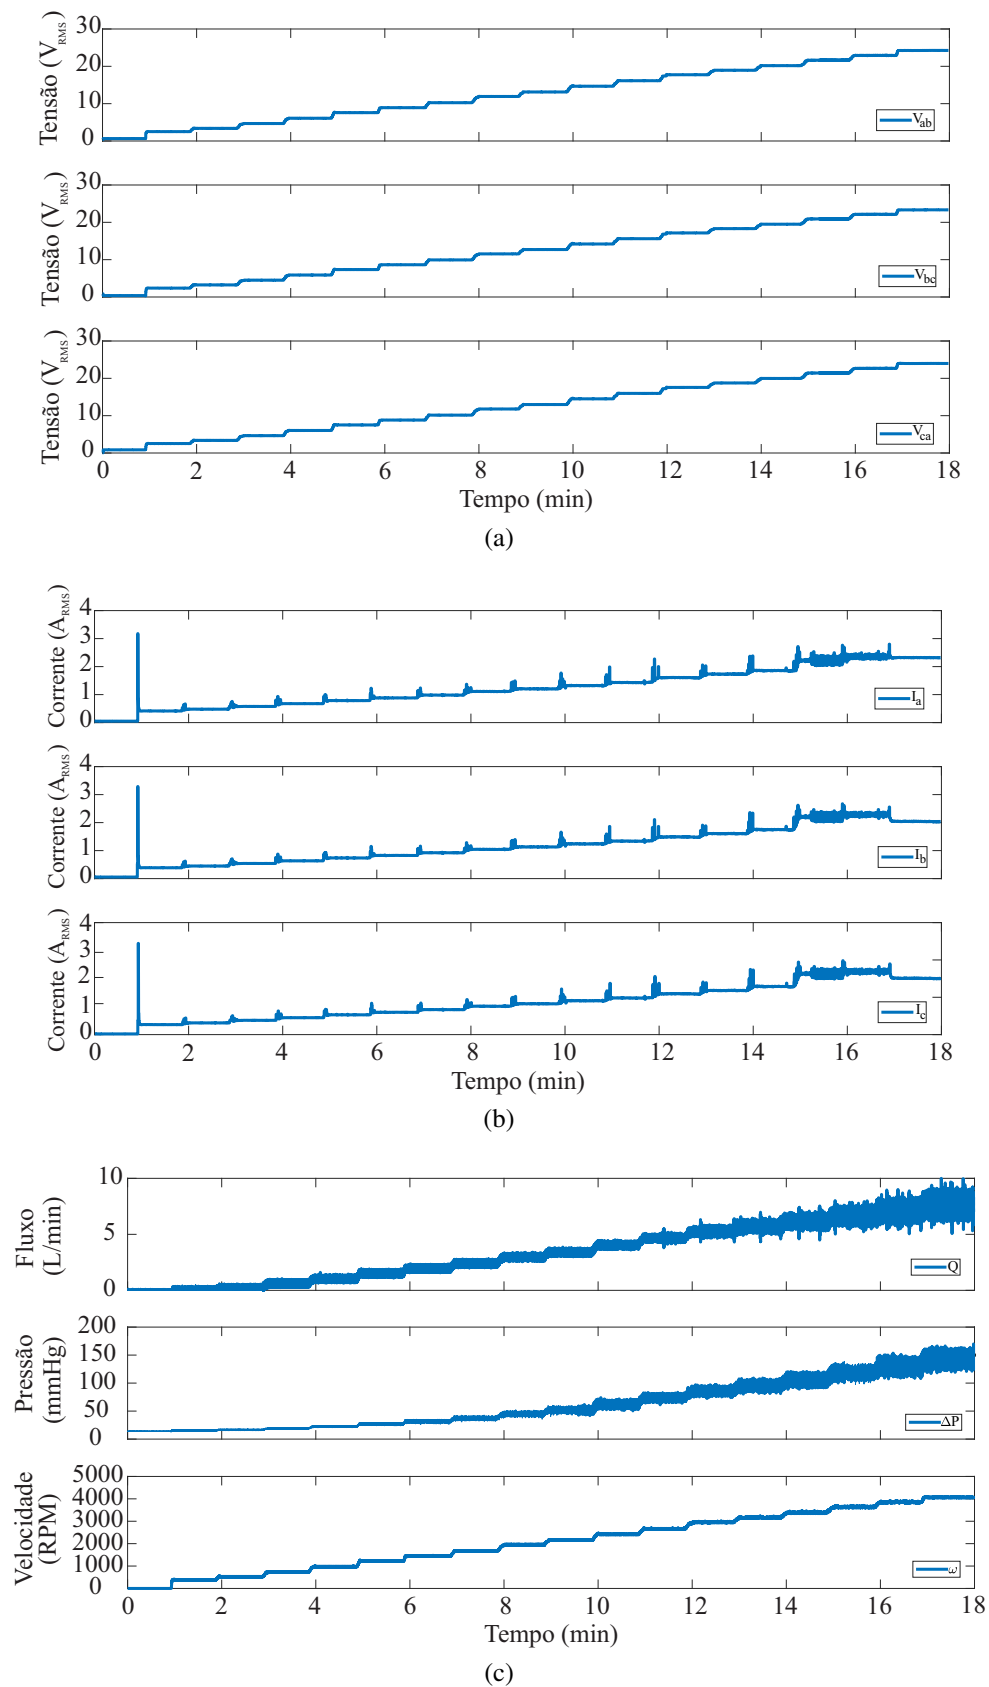 30
20
10
0
Tensão (V_RMS)
V_ab
30
20
10
0
Tensão (V_RMS)
V_bc
30
20
10
0
Tensão (V_RMS)
V_ca
0 2 4 6 8 10 12 14 16 18
Tempo (min)
(a)
4
3
2
1
0
Corrente (A_RMS)
I_a
4
3
2
1
0
Corrente (A_RMS)
I_b
4
3
2
1
0
Corrente (A_RMS)
I_c
0 2 4 6 8 10 12 14 16 18
Tempo (min)
(b)
10
5
0
Fluxo
(L/min)
Q
200
150
100
50
0
Pressão
(mmHg)
ΔP
5000
4000
3000
2000
1000
0
Velocidade
(RPM)
ω
0 2 4 6 8 10 12 14 16 18
Tempo (min)
(c)